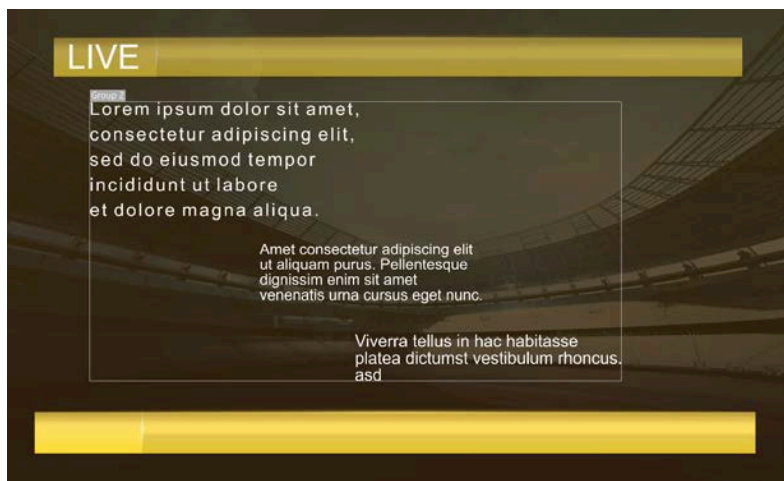 LIVE
Group 2
Lorem ipsum dolor sit amet,
consectetur adipiscing elit,
sed do eiusmod tempor
incididunt ut labore
et dolore magna aliqua.
Amet consectetur adipiscing elit
ut aliquam purus. Pellentesque
dignissim enim sit amet
venenatis urna cursus eget nunc.
Viverra tellus in hac habitasse
platea dictumst vestibulum rhoncus.
asd